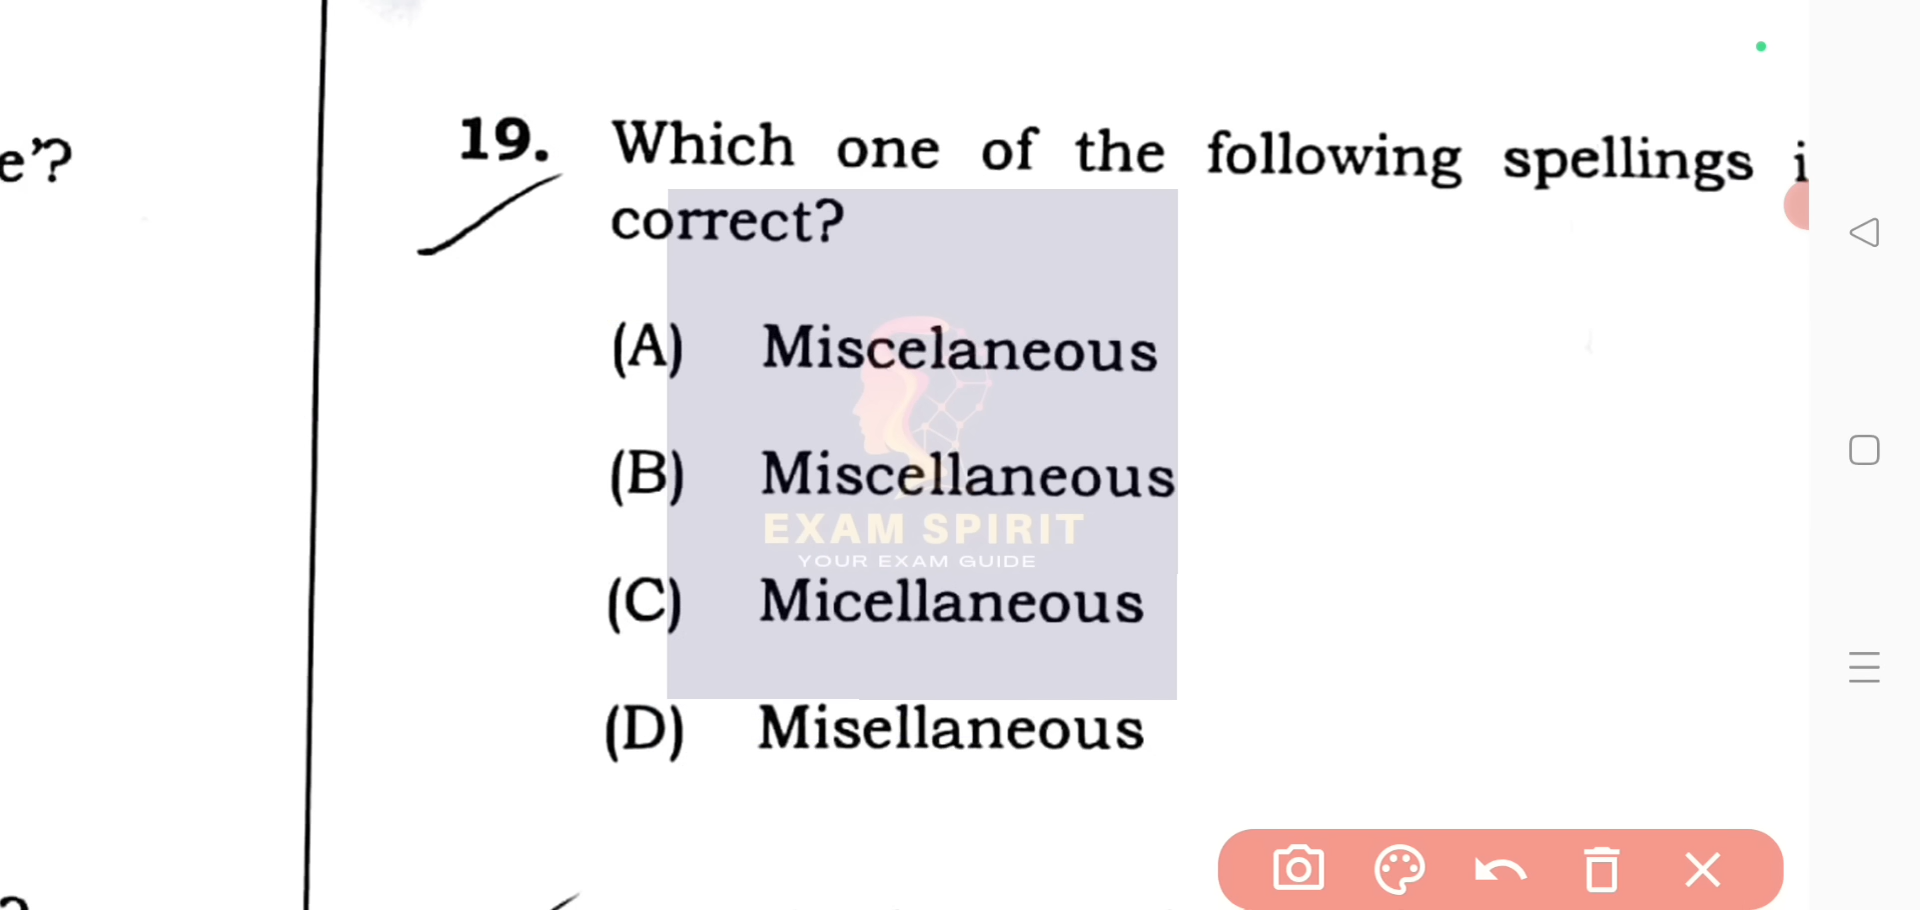 e’?
19. Which one of the following spellings i
correct?
(A) Miscelaneous
(B) Miscellaneous
EXAM SPIRIT
YOUR EXAM GUIDE
(C) Micellaneous
(D) Misellaneous